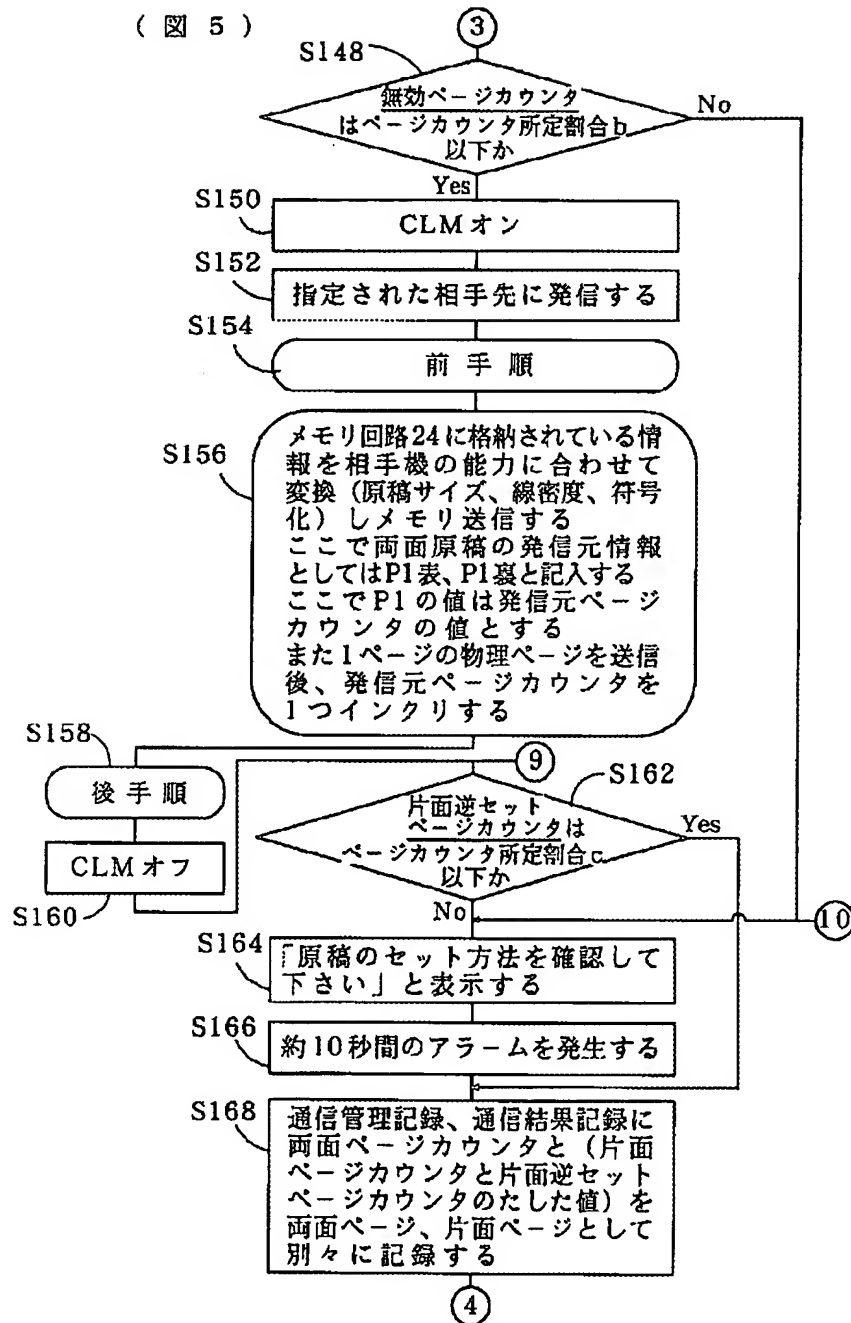 ( 図 5 )
③
S148
無効ページカウンタ
はページカウンタ所定割合b
以下か
No
Yes
S150
CLMオン
S152
指定された相手先に発信する
S154
前手順
S156
メモリ回路24に格納されている情
報を相手機の能力に合わせて
変換(原稿サイズ、線密度、符号
化)しメモリ送信する
ここで両面原稿の発信元情報
としてはP1表、P1裏と記入する
ここでP1の値は発信元ページ
カウンタの値とする
また1ページの物理ページを送信
後、発信元ページカウンタを
1つインクリする
S158
後手順
⑨
S162
片面逆セット
ページカウンタは
ページカウンタ所定割合c
以下か
Yes
CLMオフ
S160
No
⑩
S164
「原稿のセット方法を確認して
下さい」と表示する
S166
約10秒間のアラームを発生する
S168
通信管理記録、通信結果記録に
両面ページカウンタと(片面
ページカウンタと片面逆セット
ページカウンタのたした値)を
両面ページ、片面ページとして
別々に記録する
④